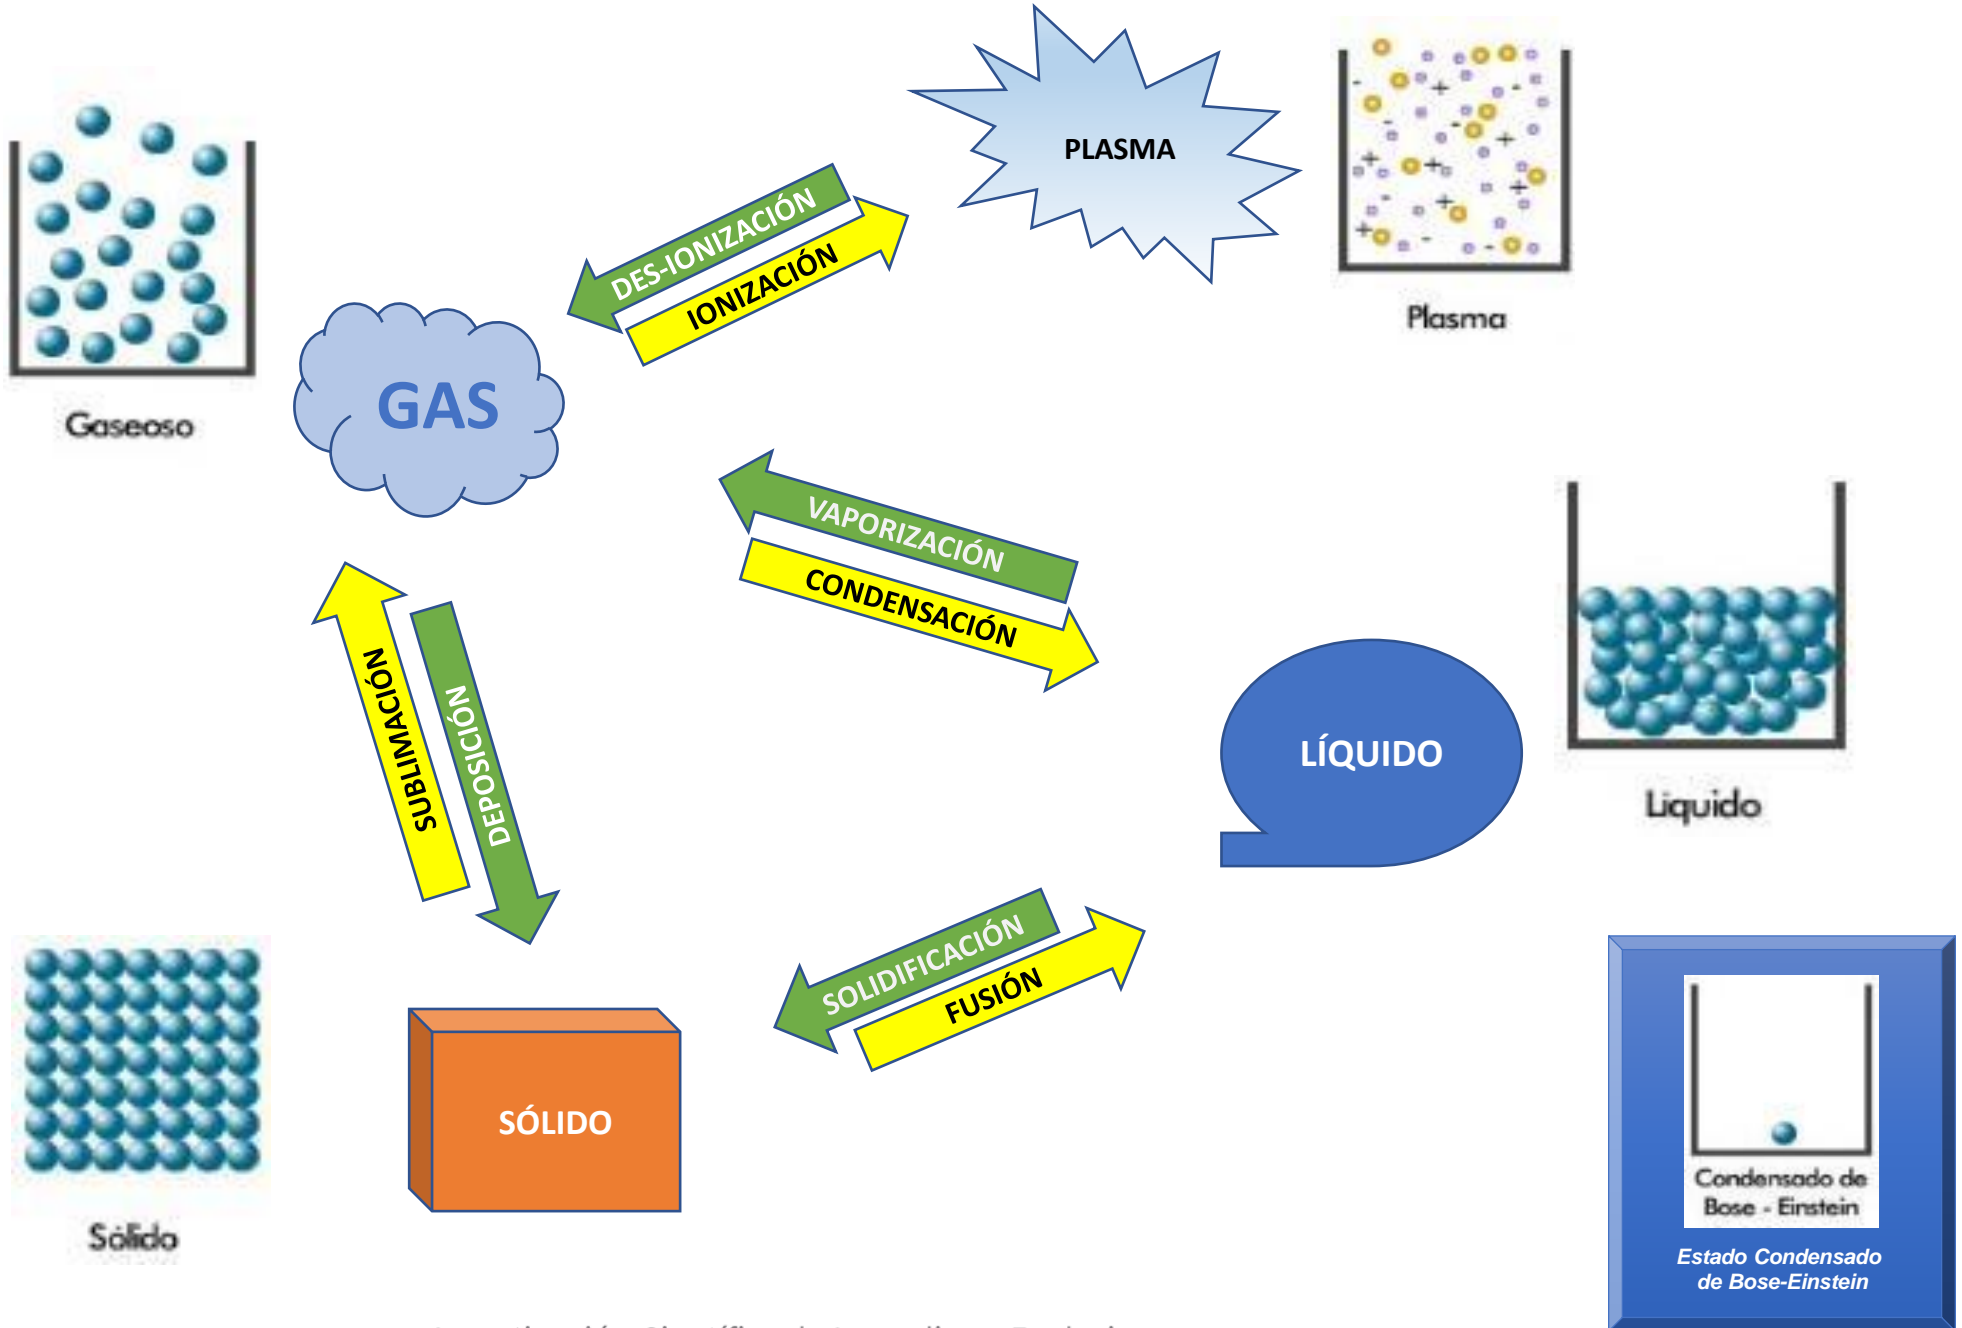 PLASMA
DES-IONIZACIÓN
IONIZACIÓN
Plasma
GAS
Gaseoso
VAPORIZACIÓN
CONDENSACIÓN
SUBLIMACIÓN
DEPOSICIÓN
LÍQUIDO
Liquido
SOLIDIFICACIÓN
FUSIÓN
SÓLIDO
Sólido
Condensado de
Bose - Einstein
Estado Condensado
de Bose-Einstein